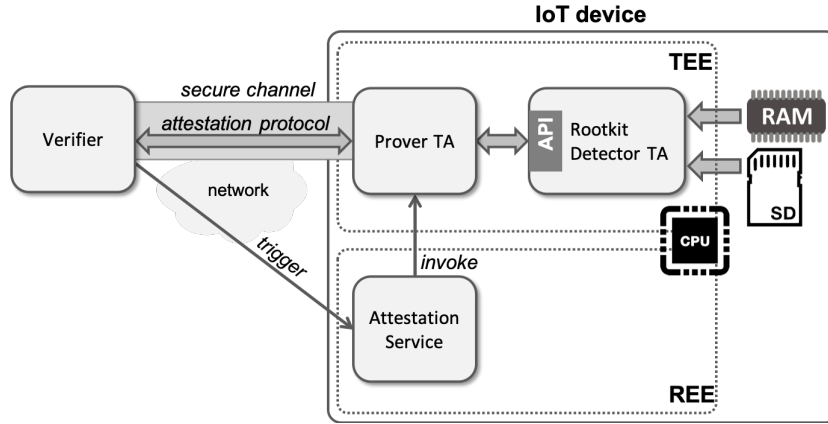 IoT device
TEE
secure channel
attestation protocol
Verifier
Prover TA
API
Rootkit
Detector TA
RAM
SD
network
trigger
invoke
CPU
Attestation
Service
REE